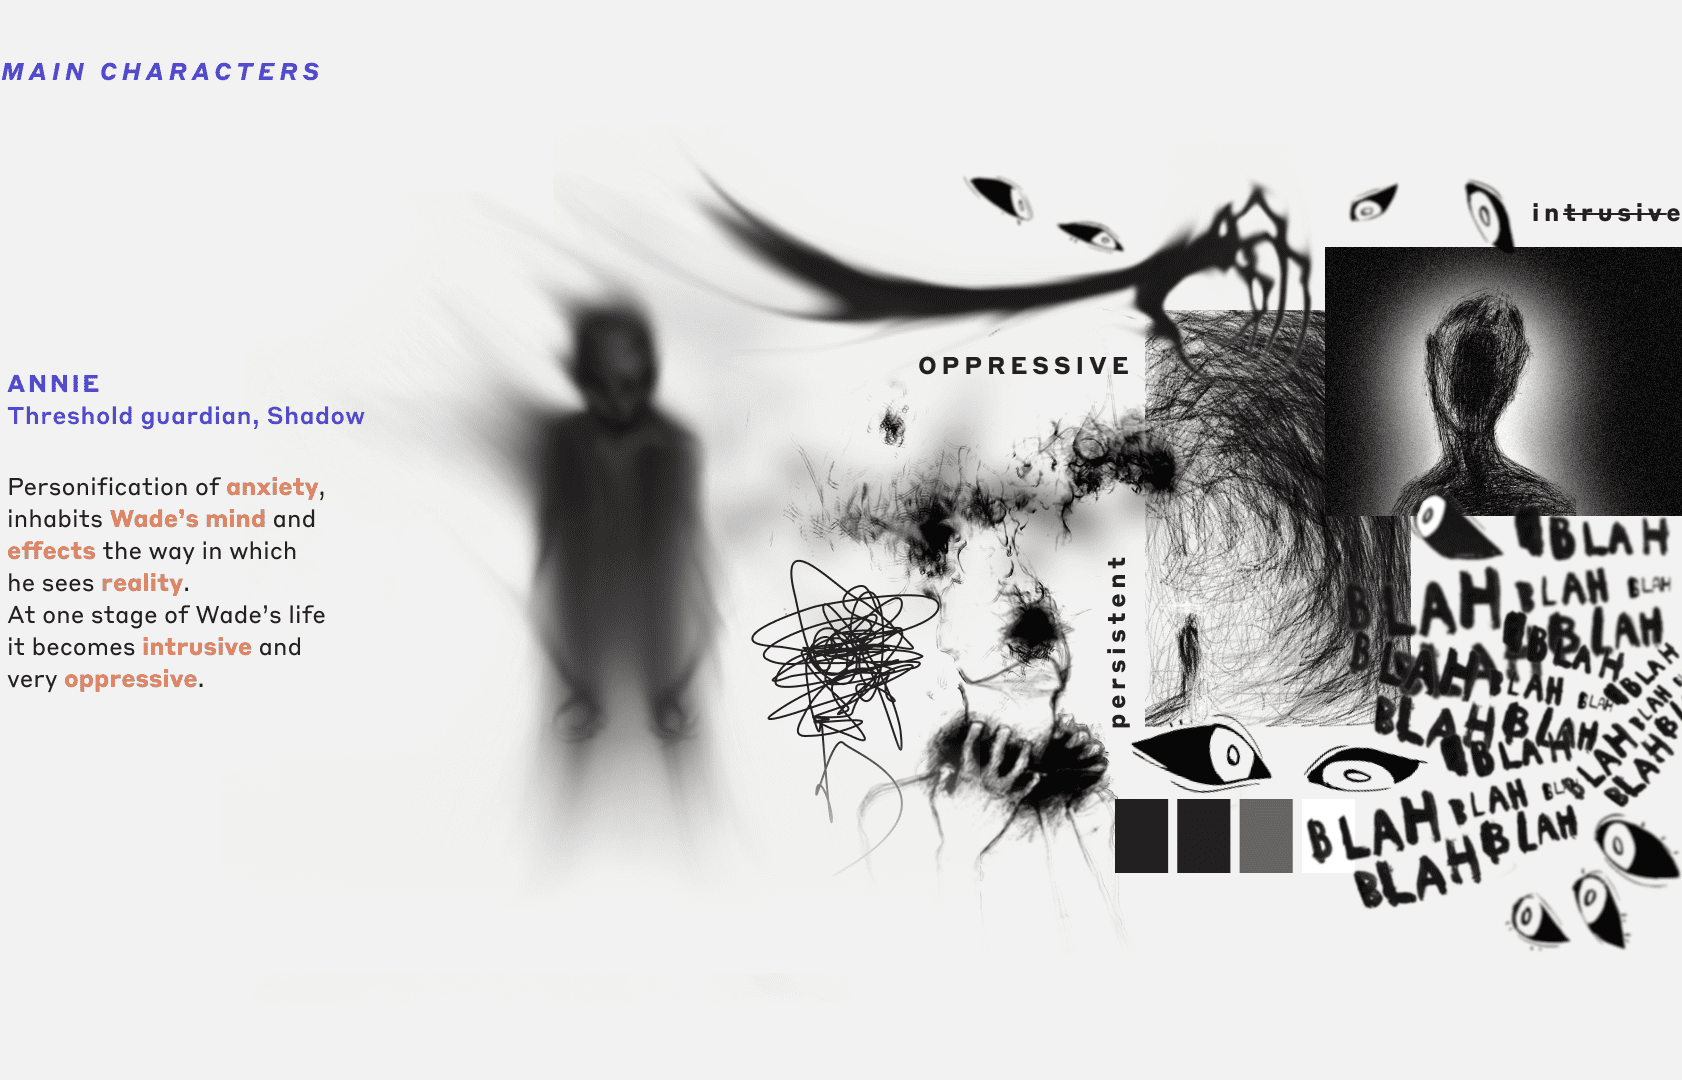 MAIN CHARACTERS
ANNIE
Threshold guardian, Shadow
Personification of anxiety,
inhabits Wade's mind and
effects the way in which
he sees reality.
At one stage of Wade's life
it becomes intrusive and
very oppressive.
intrusive
OPPRESSIVE
persistent
BLAH
BLAH BLAH BLAH
BLAH
BLAH BLAH
BLAH BLAH
BLAH BLAH
BLAH BLAH
BLAH
BLAH BLAH
BLAH
BLAH BLAH
BLAH BLAH